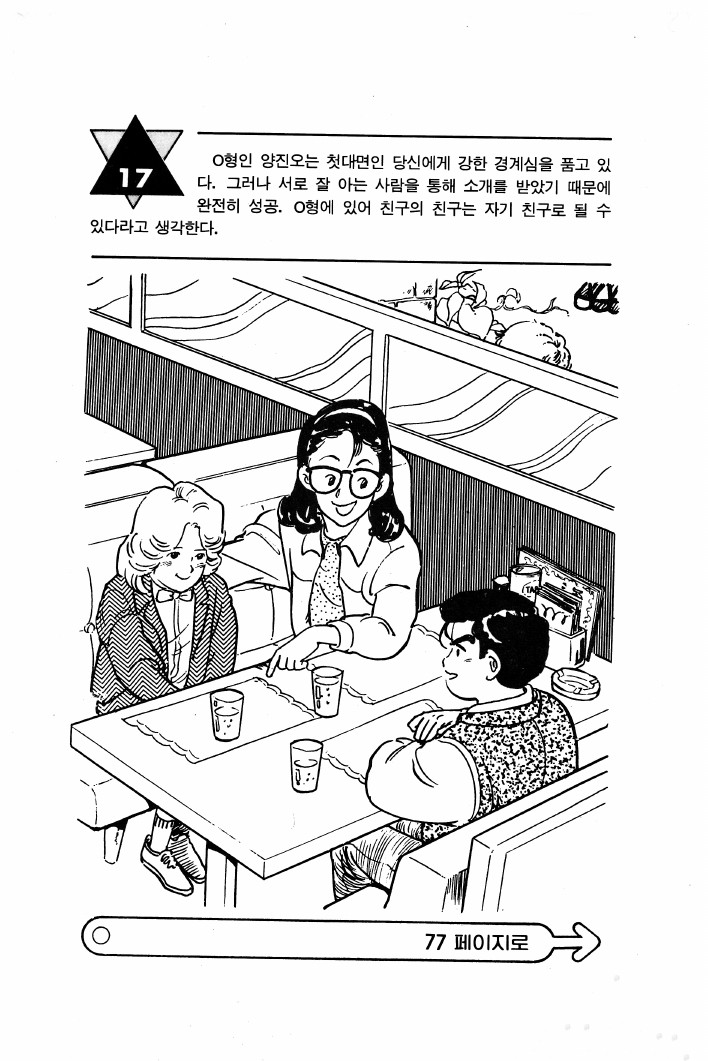 17
O형인 양진오는 첫대면인 당신에게 강한 경계심을 품고 있
다. 그러나 서로 잘 아는 사람을 통해 소개를 받았기 때문에
완전히 성공. O형에 있어 친구의 친구는 자기 친구로 될 수
있다라고 생각한다.
77 페이지로